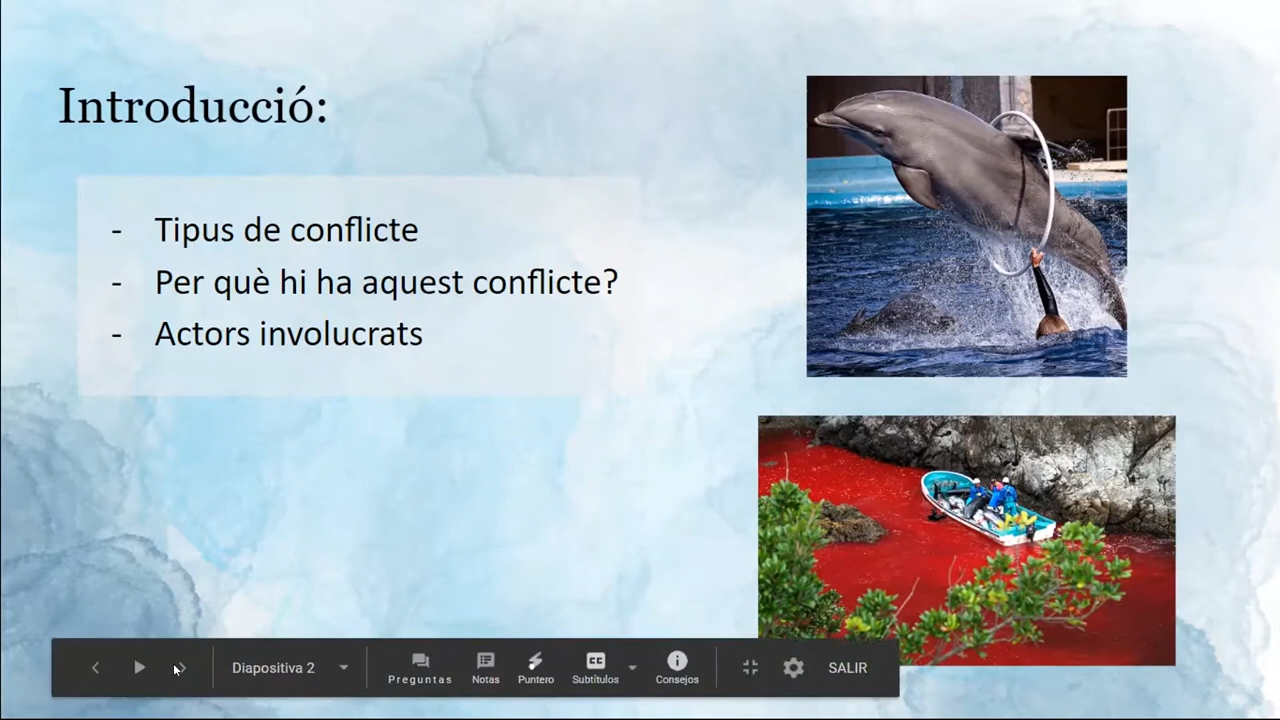 Introducció:
- Tipus de conflicte
- Per què hi ha aquest conflicte?
- Actors involucrats
Diapositiva 2
Preguntas
Notas
Puntero
CC
Subtítulos
Consejos
SALIR